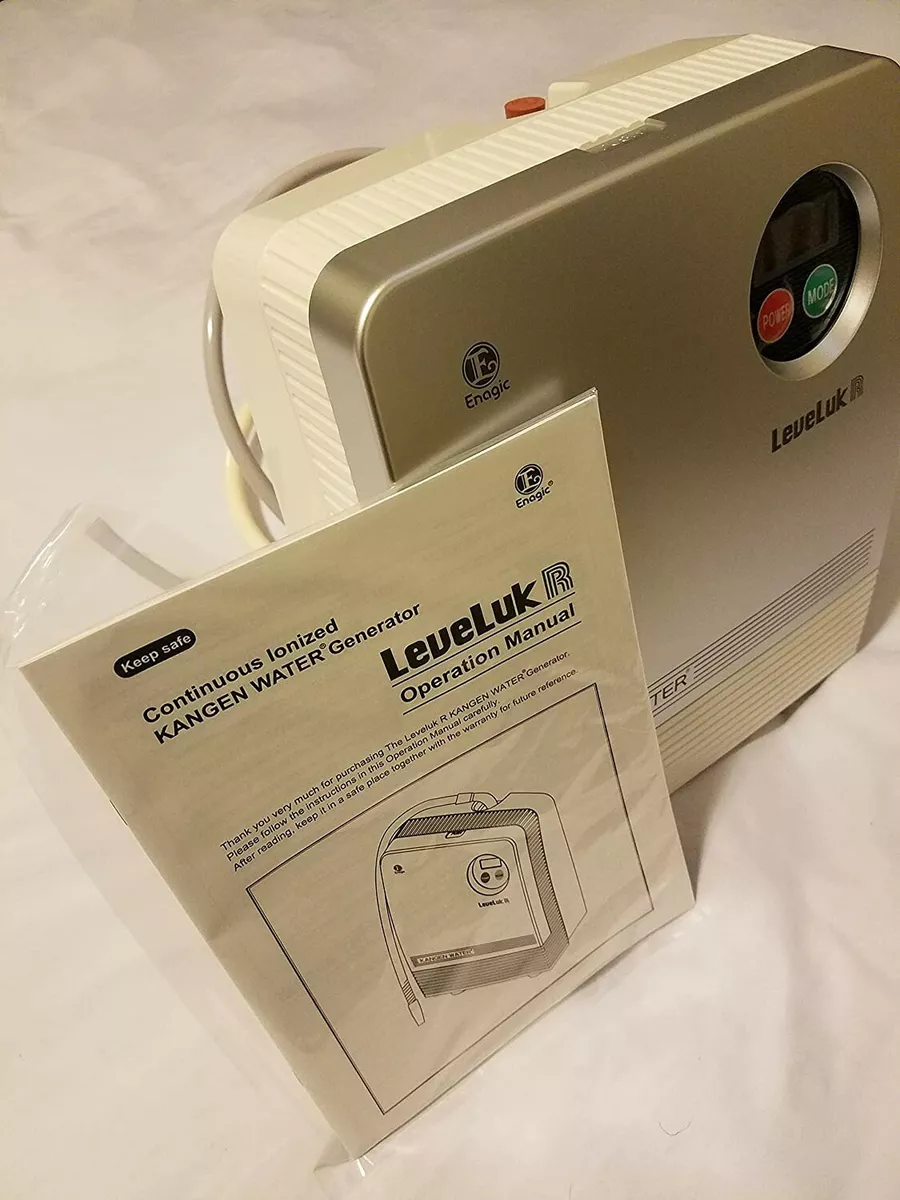 POWER
MODE
E
Enagic
LeveLuk R
TER®
E
Enagic®
Keep safe
Continuous Ionized
KANGEN WATER® Generator
LeveLuk R
Operation Manual
Thank you very much for purchasing The Leveluk R KANGEN WATER® Generator.
Please follow the instructions in this Operation Manual carefully.
After reading, keep it in a safe place together with the warranty for future reference.
LeveLuk R
KANGEN WATER®